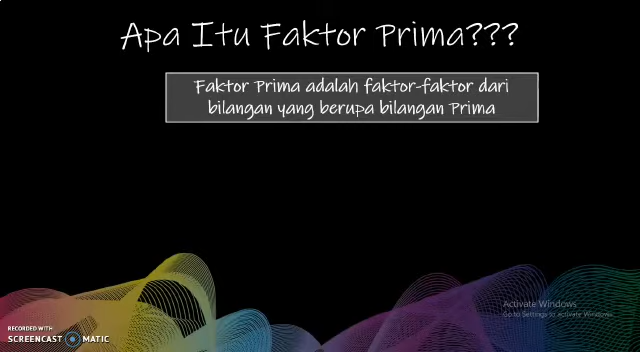 Apa Itu Faktor Prima???
Faktor Prima adalah faktor-faktor dari
bilangan yang berupa bilangan Prima
Activate Windows
Go to Settings to activate Windows.
RECORDED WITH
SCREENCAST MATIC